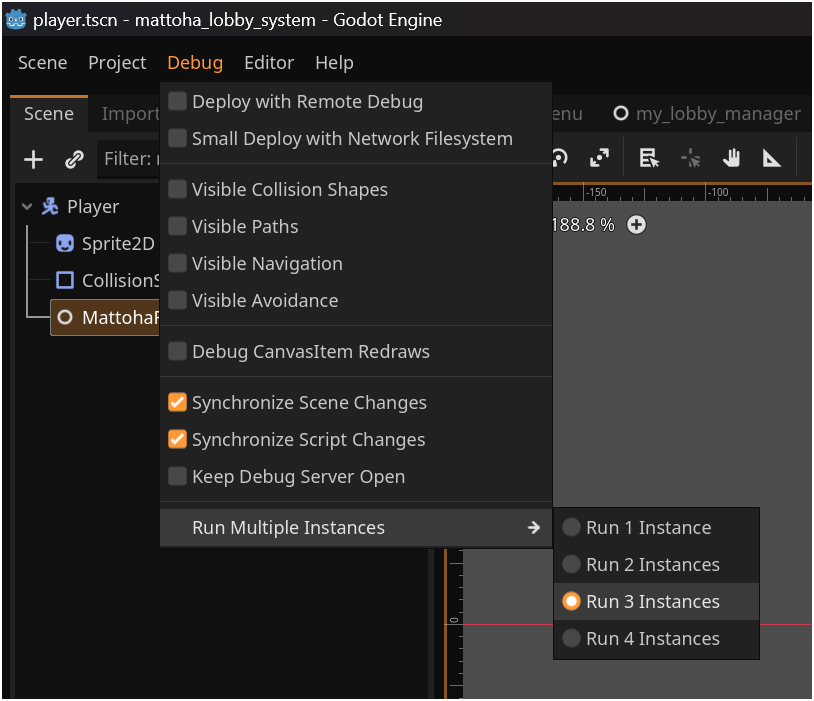 player.tscn - mattoha_lobby_system - Godot Engine
Scene Project Debug Editor Help
Scene Import
enu my_lobby_manager
Filter:
Deploy with Remote Debug
Small Deploy with Network Filesystem
Visible Collision Shapes
Visible Paths
Visible Navigation
Visible Avoidance
Debug CanvasItem Redraws
Synchronize Scene Changes
Synchronize Script Changes
Keep Debug Server Open
Run Multiple Instances
Run 1 Instance
Run 2 Instances
Run 3 Instances
Run 4 Instances
Player
Sprite2D
CollisionS
Mattoha
-150 -100
188.8 %
0